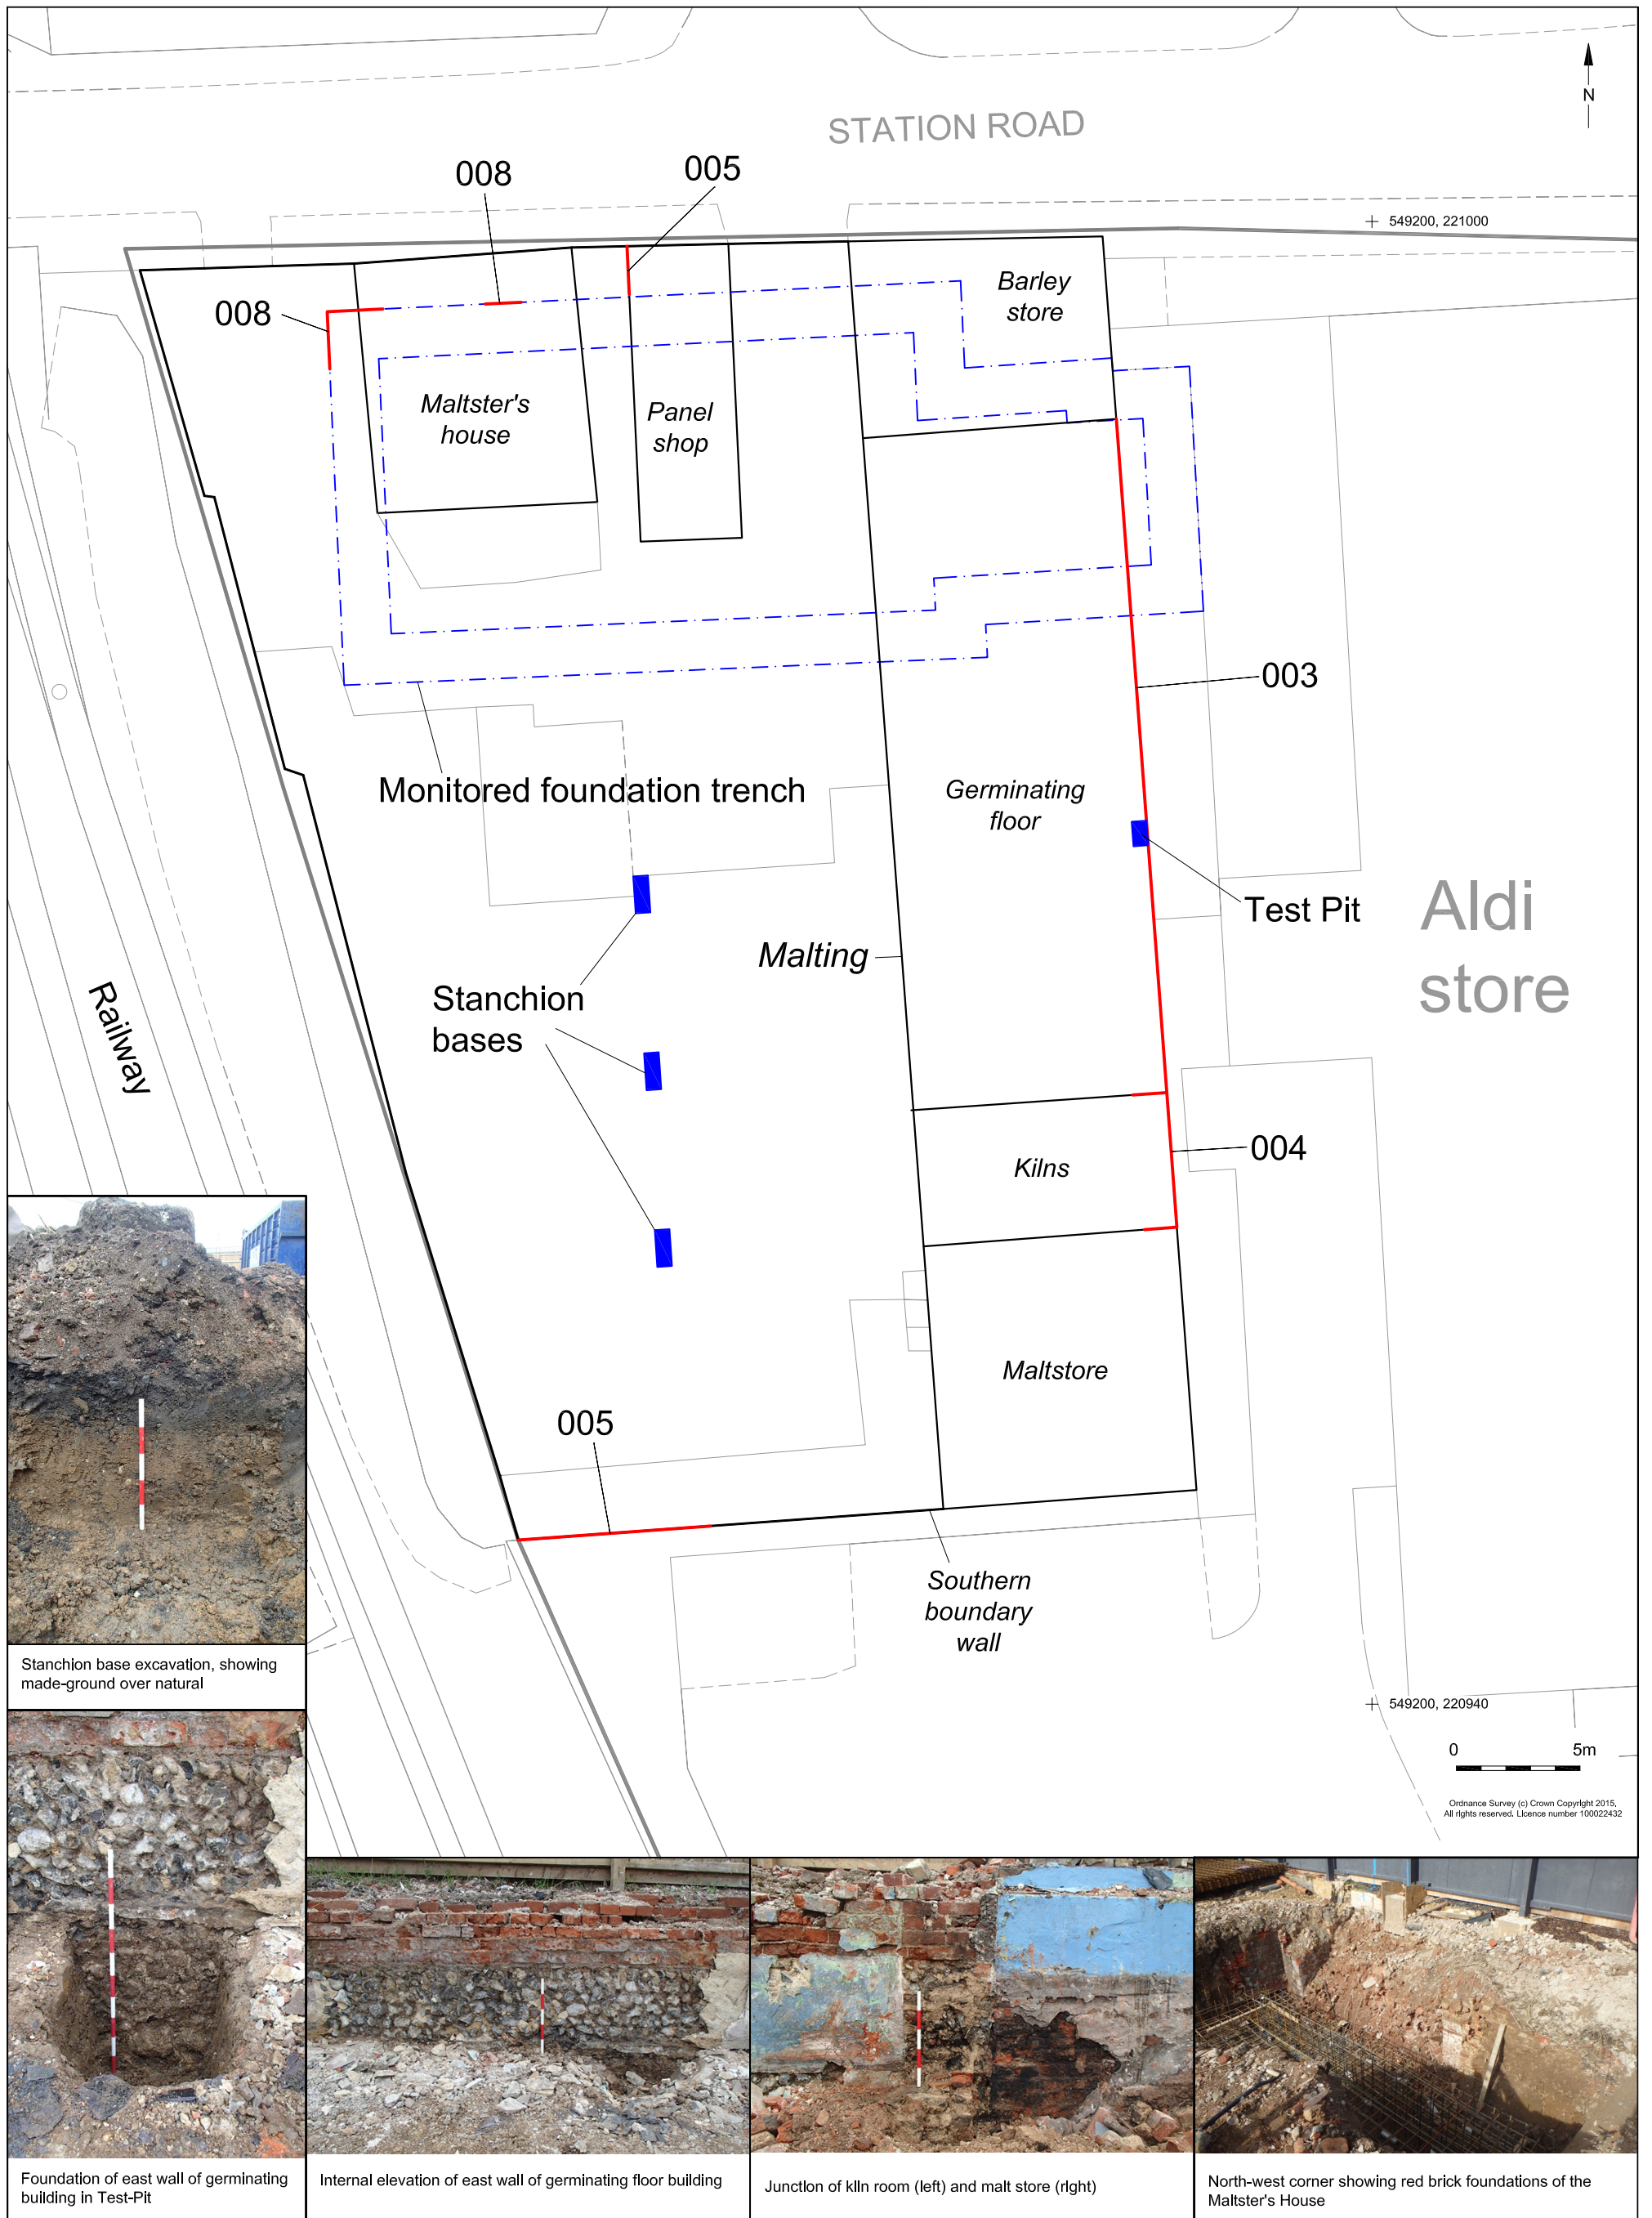 N
STATION ROAD
549200, 221000
008
005
008
Barley
store
Maltster's
house
Panel
shop
003
Monitored foundation trench
Germinating
floor
Test Pit
Aldi
store
Malting
Stanchion
bases
Railway
004
Kilns
Maltstore
005
Southern
boundary
wall
549200, 220940
0 5m
Ordnance Survey (c) Crown Copyright 2015,
All rights reserved. Licence number 100022432
Stanchion base excavation, showing
made-ground over natural
Foundation of east wall of germinating
building in Test-Pit
Internal elevation of east wall of germinating floor building
Junction of kiln room (left) and malt store (right)
North-west corner showing red brick foundations of the
Maltster's House